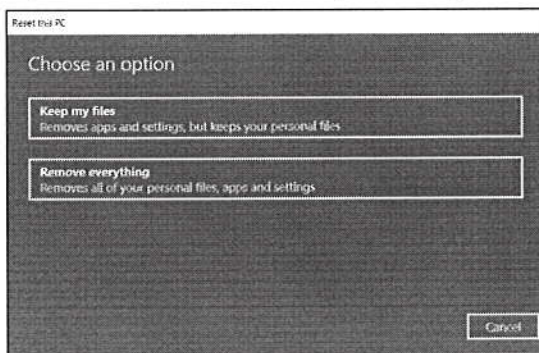 Reset this PC
Choose an option
Keep my files
Removes apps and settings, but keeps your personal files
Remove everything
Removes all of your personal files, apps and settings
Cancel